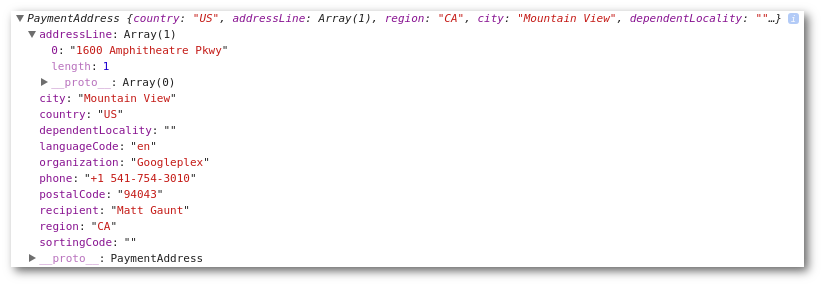 PaymentAddress {country: "US", addressLine: Array(1), region: "CA", city: "Mountain View", dependentLocality: ""…} i
addressLine: Array(1)
0: "1600 Amphitheatre Pkwy"
length: 1
__proto__: Array(0)
city: "Mountain View"
country: "US"
dependentLocality: ""
languageCode: "en"
organization: "Googleplex"
phone: "+1 541-754-3010"
postalCode: "94043"
recipient: "Matt Gaunt"
region: "CA"
sortingCode: ""
__proto__: PaymentAddress